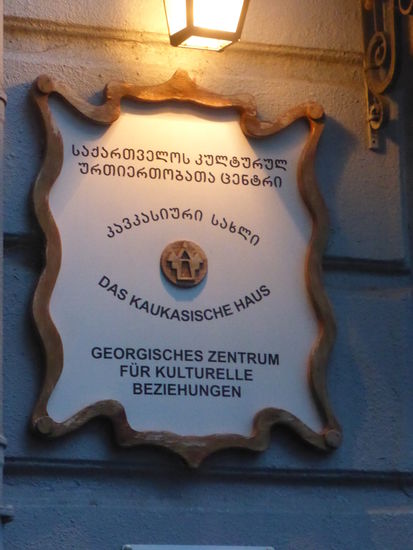 საქართველოს კულტურულ
ურთიერთობათა ცენტრი
კავკასიური სახლი
DAS KAUKASISCHE HAUS
GEORGISCHES ZENTRUM
FÜR KULTURELLE
BEZIEHUNGEN